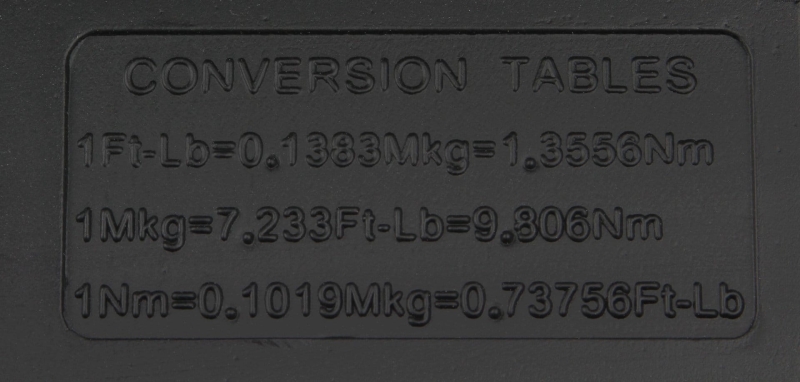 CONVERSION TABLES
1Ft-Lb=0.1383Mkg=1.3556Nm
1Mkg=7.233Ft-Lb=9.806Nm
1Nm=0.1019Mkg=0.73756Ft-Lb